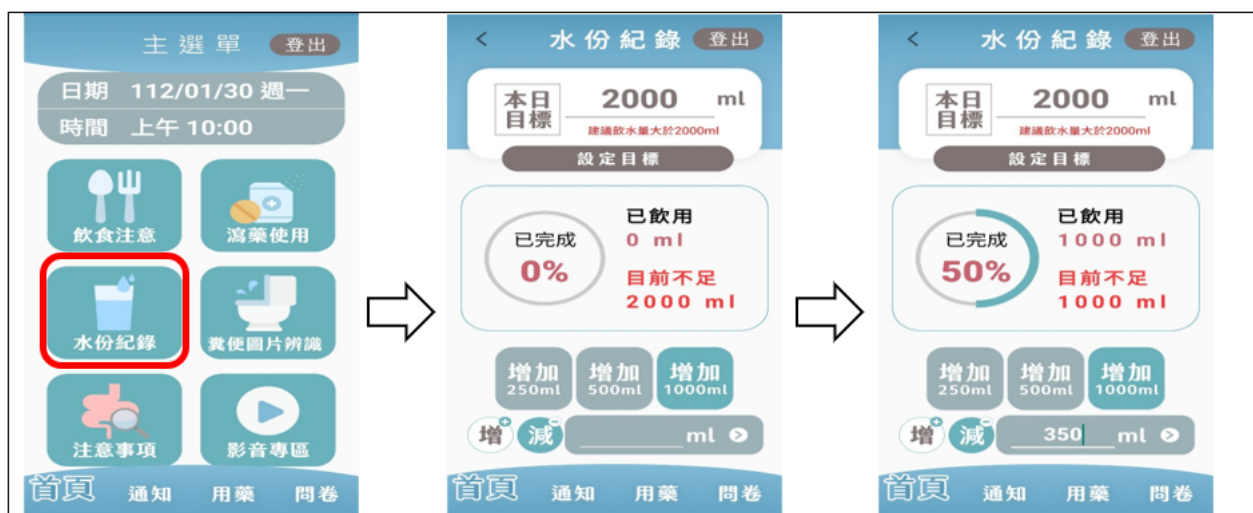 主選單
登出
日期 112/01/30 週一
時間 上午 10:00
飲食注意
瀉藥使用
水份紀錄
糞便圖片辨識
注意事項
影音專區
首頁 通知 用藥 問卷
水份紀錄
登出
本日目標
2000 ml
建議飲水量大於2000ml
設定目標
已完成
0%
已飲用
0 ml
目前不足
2000 ml
增加
250ml
增加
500ml
增加
1000ml
增 減 ml
首頁 通知 用藥 問卷
水份紀錄
登出
本日目標
2000 ml
建議飲水量大於2000ml
設定目標
已完成
50%
已飲用
1000 ml
目前不足
1000 ml
增加
250ml
增加
500ml
增加
1000ml
增 減 350 ml
首頁 通知 用藥 問卷